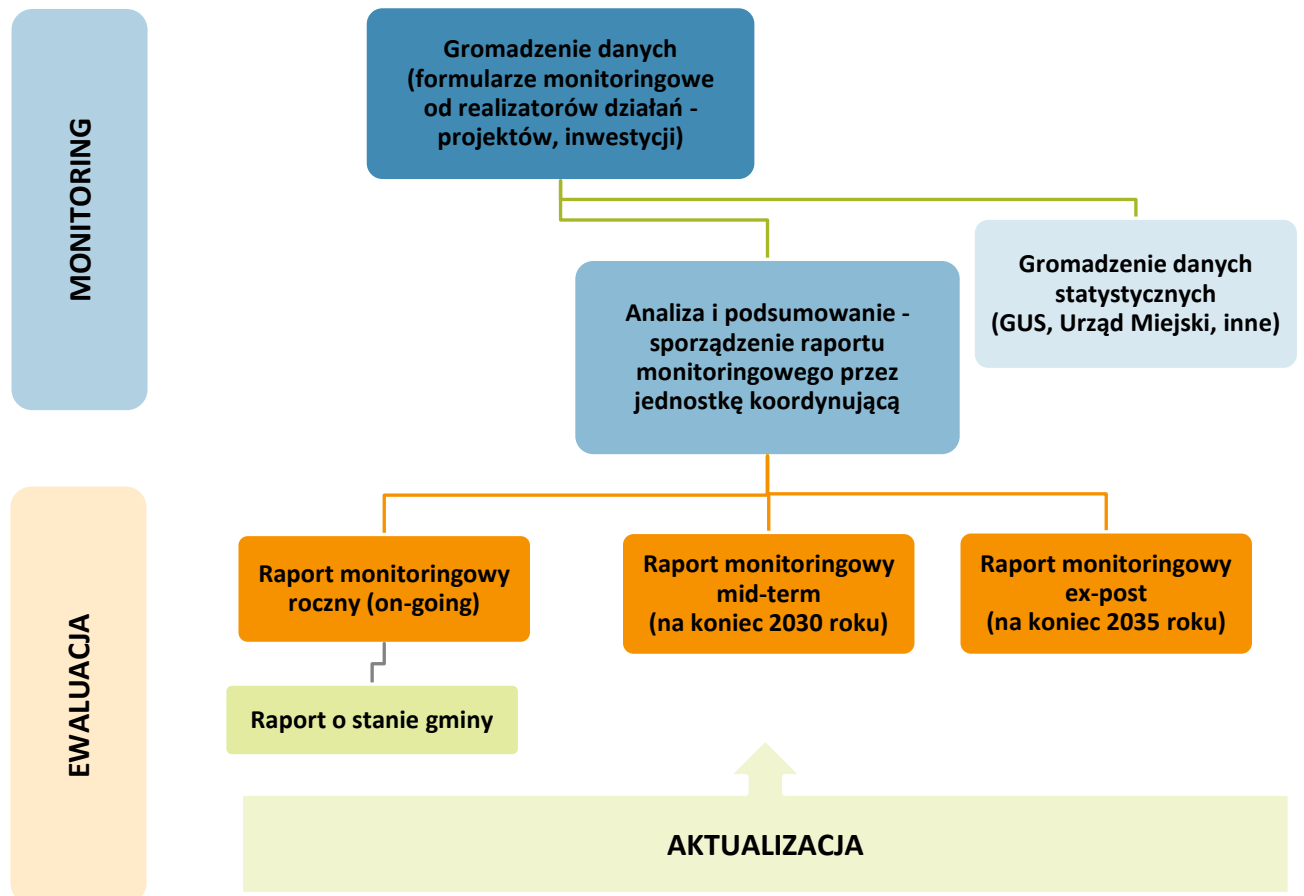 MONITORING
Gromadzenie danych
(formularze monitoringowe
od realizatorów działań -
projektów, inwestycji)
Gromadzenie danych
statystycznych
(GUS, Urząd Miejski, inne)
Analiza i podsumowanie -
sporządzenie raportu
monitoringowego przez
jednostkę koordynującą
EWALUACJA
Raport monitoringowy
roczny (on-going)
Raport monitoringowy
mid-term
(na koniec 2030 roku)
Raport monitoringowy
ex-post
(na koniec 2035 roku)
Raport o stanie gminy
AKTUALIZACJA